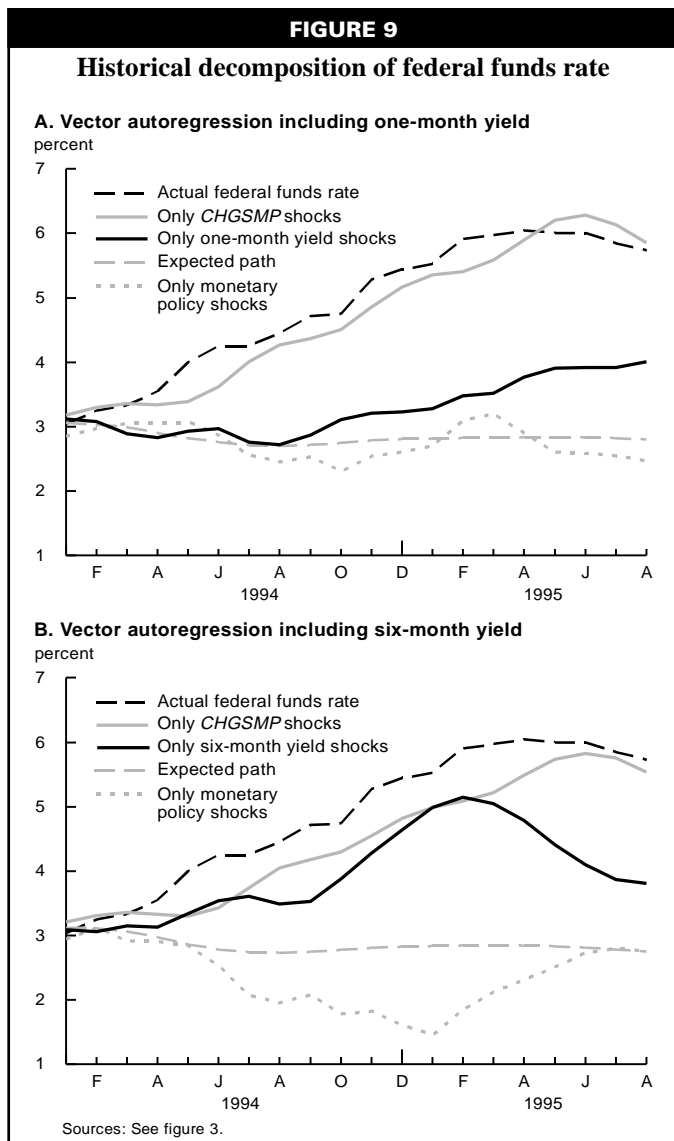 FIGURE 9
Historical decomposition of federal funds rate
A. Vector autoregression including one-month yield
percent
7
Actual federal funds rate
Only CHGSMP shocks
6
Only one-month yield shocks
Expected path
Only monetary
policy shocks
5
4
3
2
1
F A J A O D F A J A
1994 1995
B. Vector autoregression including six-month yield
percent
7
Actual federal funds rate
Only CHGSMP shocks
6
Only six-month yield shocks
Expected path
Only monetary
policy shocks
5
4
3
2
1
F A J A O D F A J A
1994 1995
Sources: See figure 3.